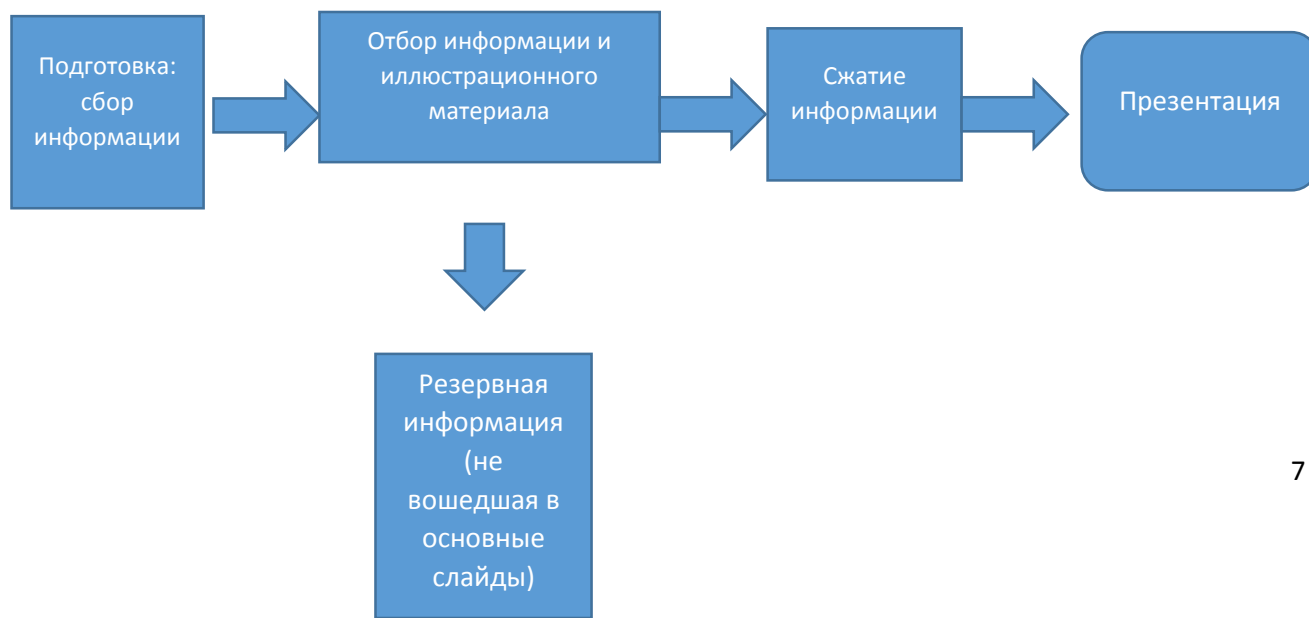 Подготовка:
сбор
информации
Отбор информации и
иллюстрационного
материала
Сжатие
информации
Презентация
Резервная
информация
(не
вошедшая в
основные
слайды)
7